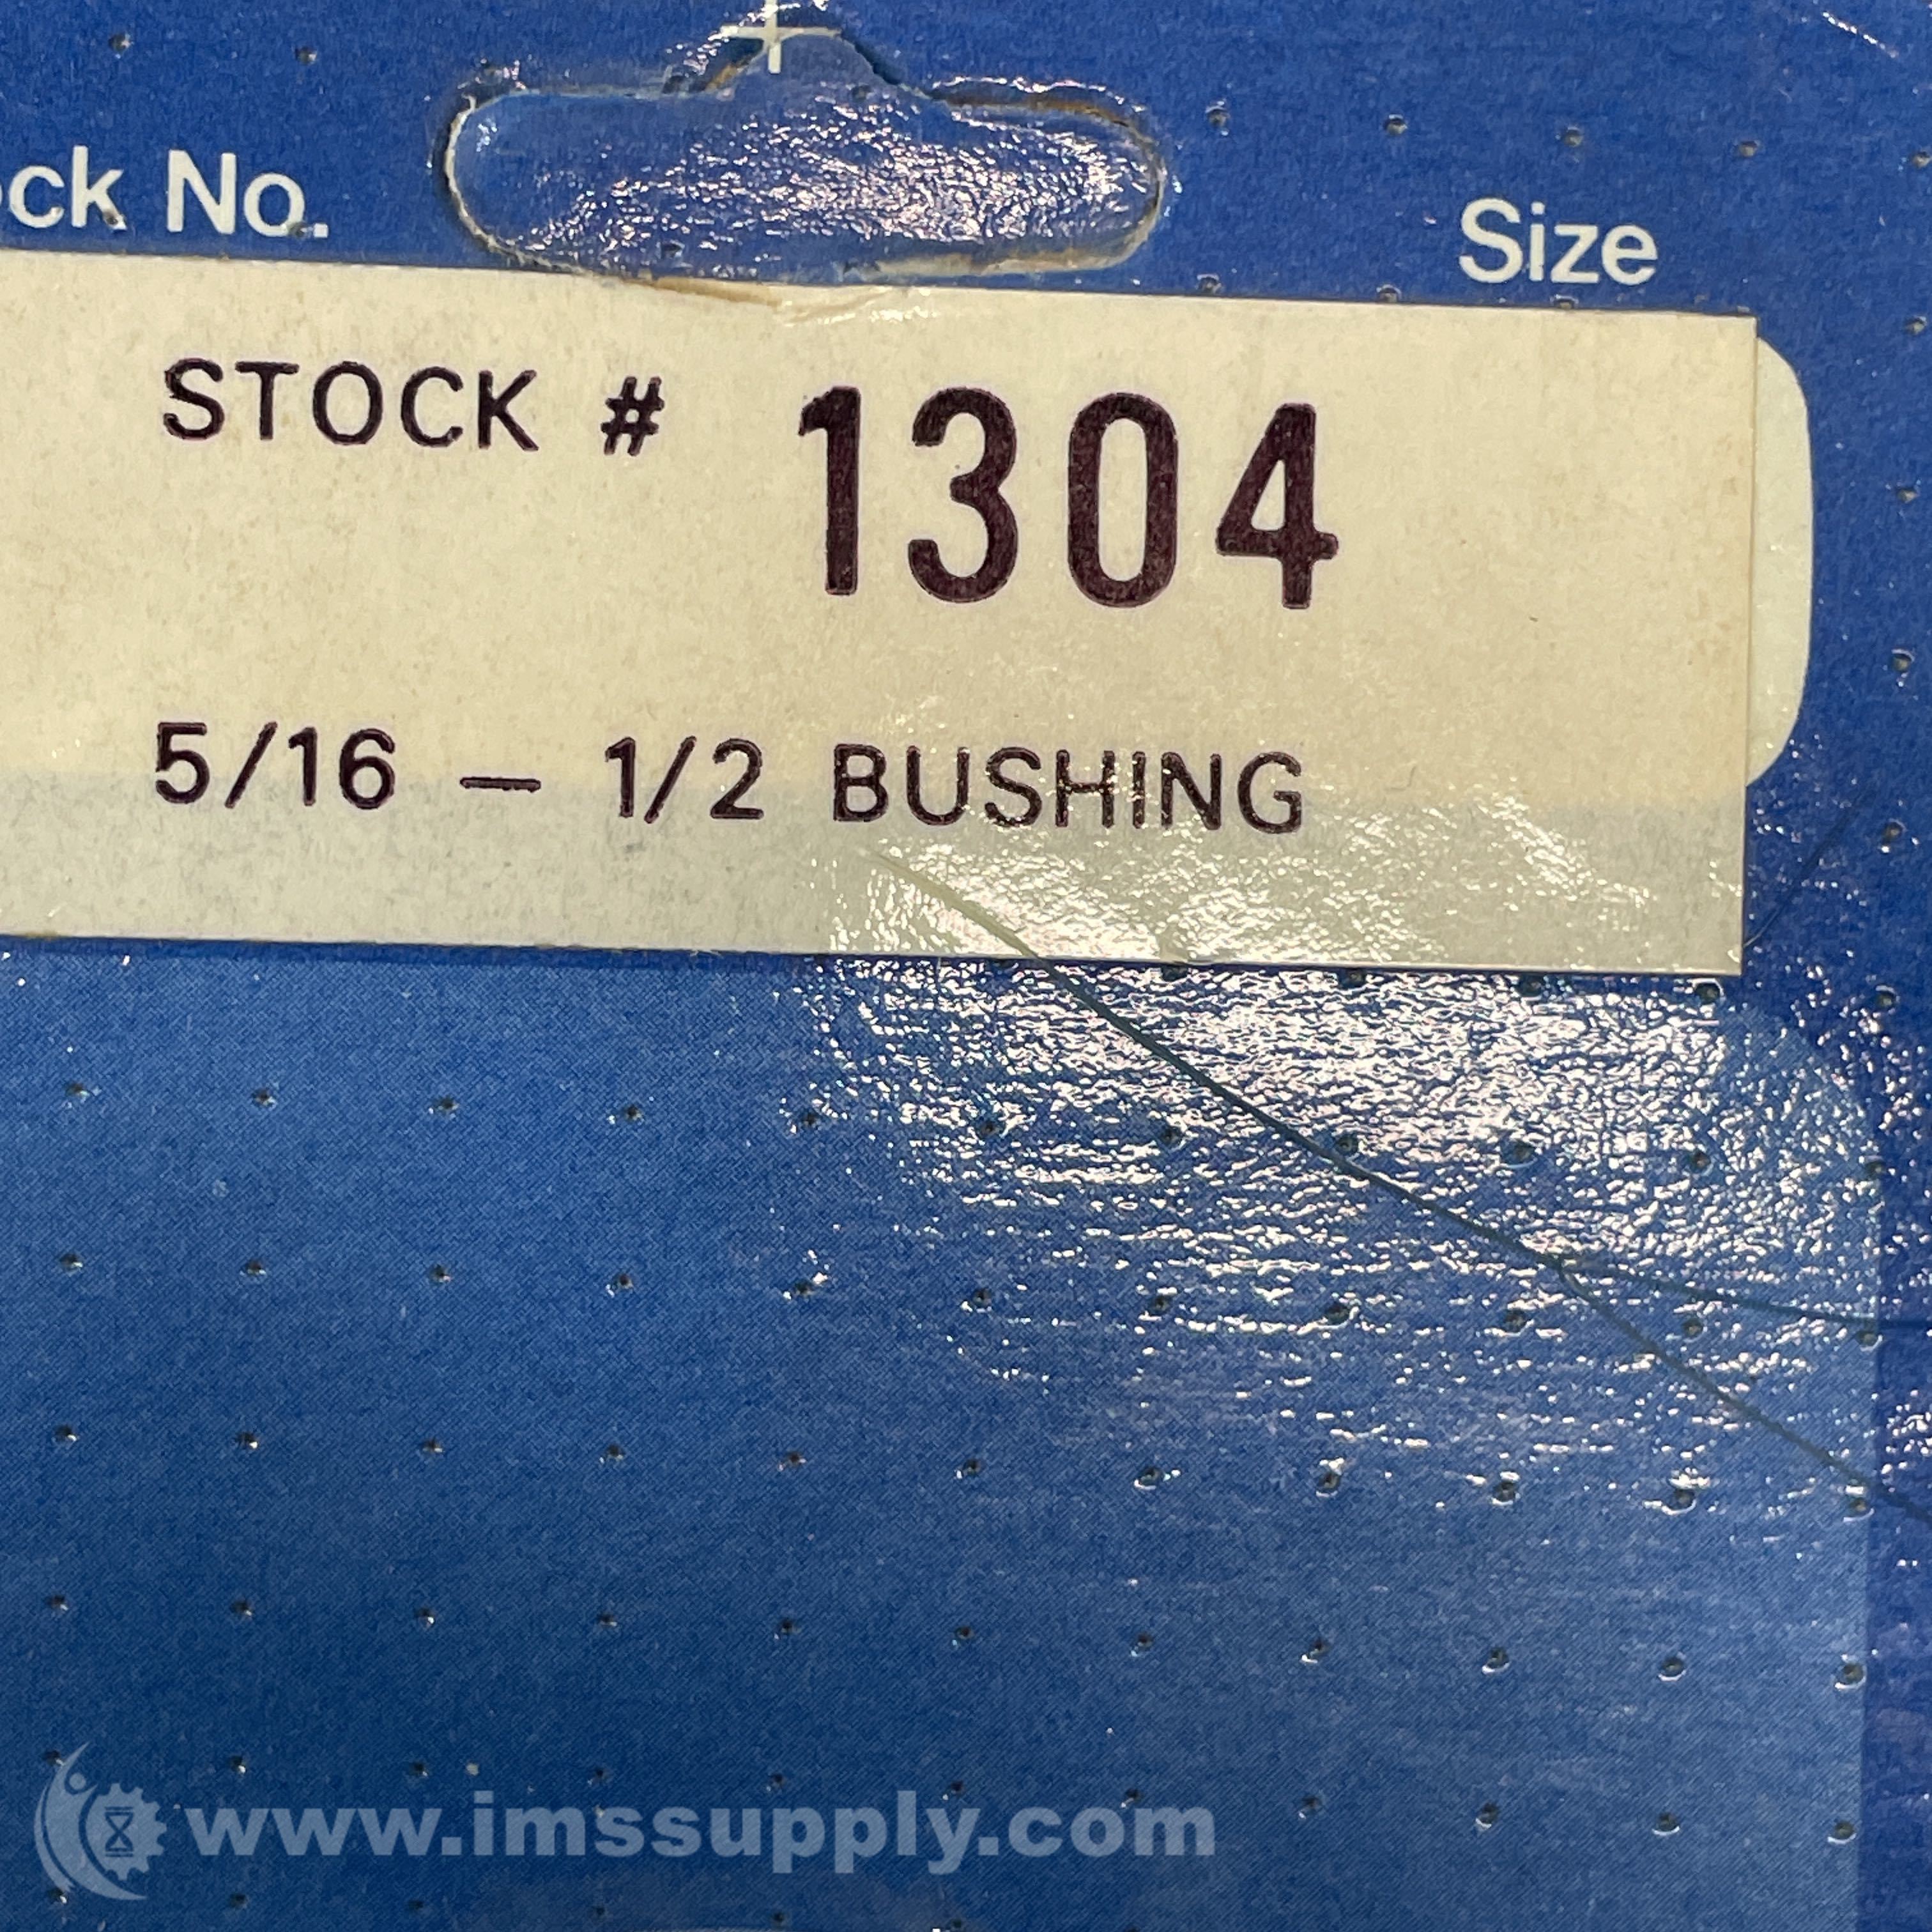 ck No.
Size
STOCK # 1304
5/16 — 1/2 BUSHING
www.imssupply.com